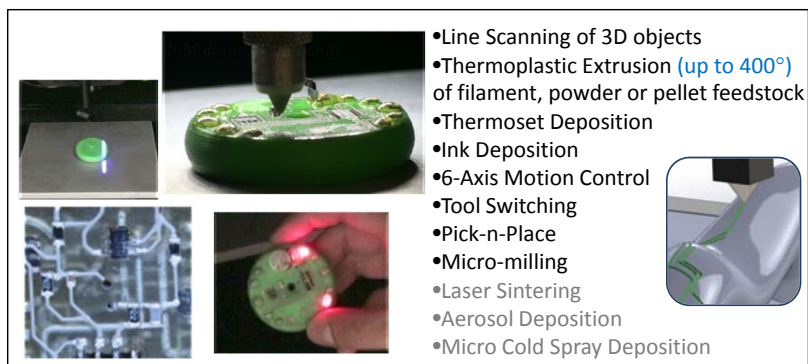 •Line Scanning of 3D objects
•Thermoplastic Extrusion (up to 400°)
of filament, powder or pellet feedstock
•Thermoset Deposition
•Ink Deposition
•6-Axis Motion Control
•Tool Switching
•Pick-n-Place
•Micro-milling
•Laser Sintering
•Aerosol Deposition
•Micro Cold Spray Deposition